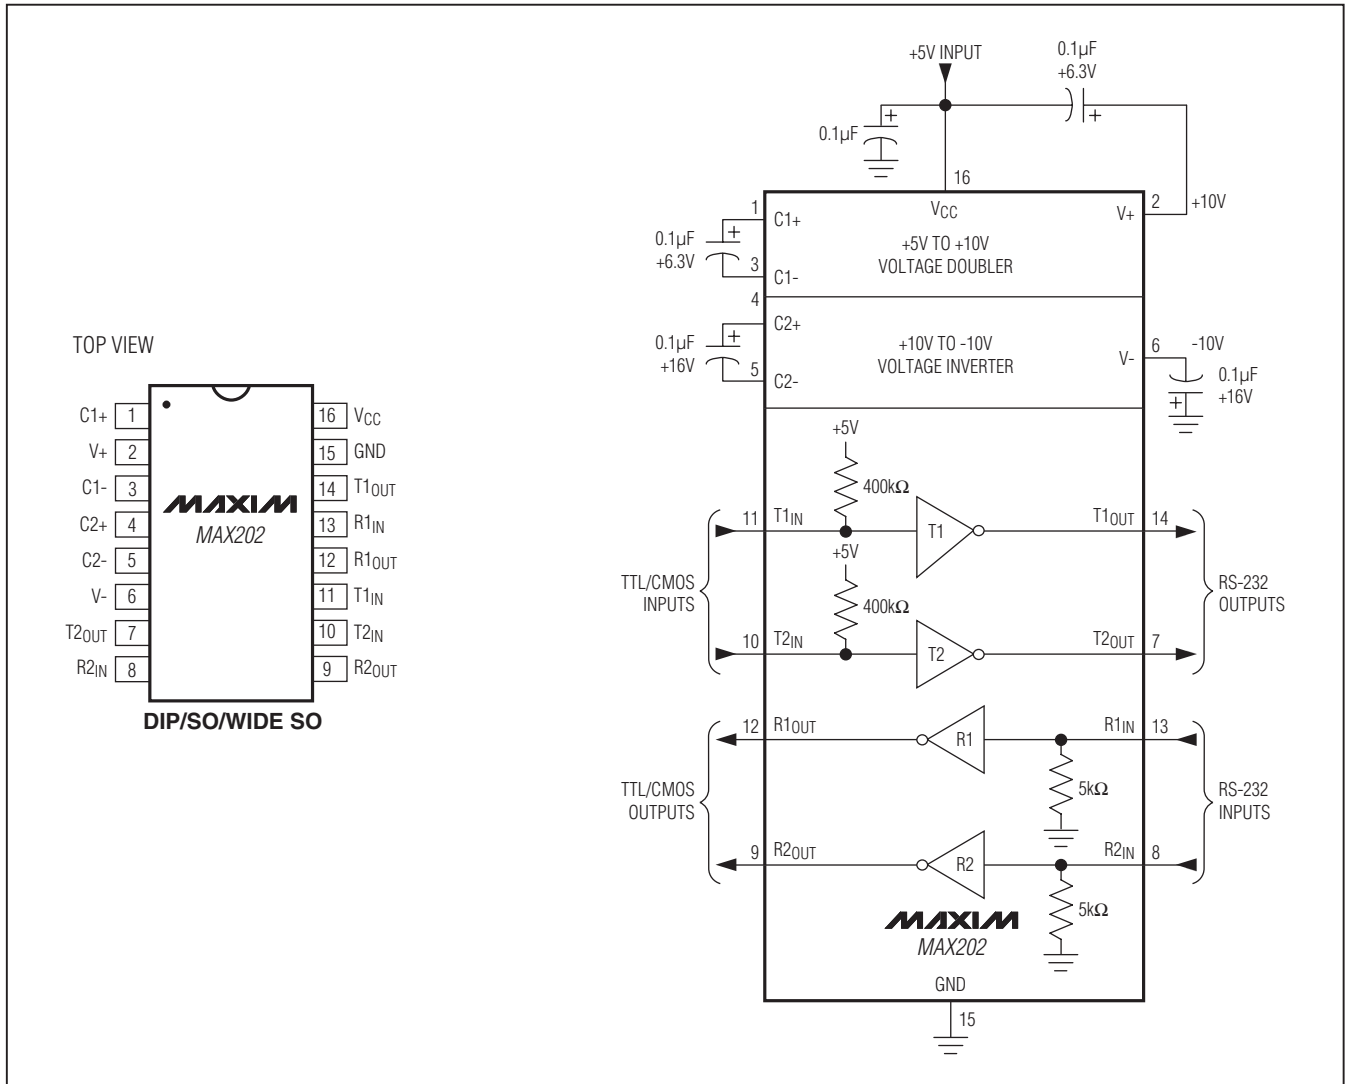 TOP VIEW
C1+ 1
V+ 2
C1- 3
C2+ 4
C2- 5
V- 6
T2OUT 7
R2IN 8
16 VCC
15 GND
14 T1OUT
13 R1IN
12 R1OUT
11 T1IN
10 T2IN
9 R2OUT
MAXIM
MAX202
DIP/SO/WIDE SO
+5V INPUT
0.1µF
+6.3V
+
0.1µF
+
16
VCC
1
C1+
0.1µF
+6.3V
+
3
C1-
+5V TO +10V
VOLTAGE DOUBLER
V+
2
+10V
4
C2+
0.1µF
+16V
+
5
C2-
+10V TO -10V
VOLTAGE INVERTER
V-
6
-10V
0.1µF
+16V
+
+5V
400kΩ
11
T1IN
T1
T1OUT
14
+5V
400kΩ
TTL/CMOS
INPUTS
RS-232
OUTPUTS
10
T2IN
T2
T2OUT
7
12
R1OUT
R1
R1IN
13
5kΩ
TTL/CMOS
OUTPUTS
RS-232
INPUTS
9
R2OUT
R2
R2IN
8
5kΩ
MAXIM
MAX202
GND
15